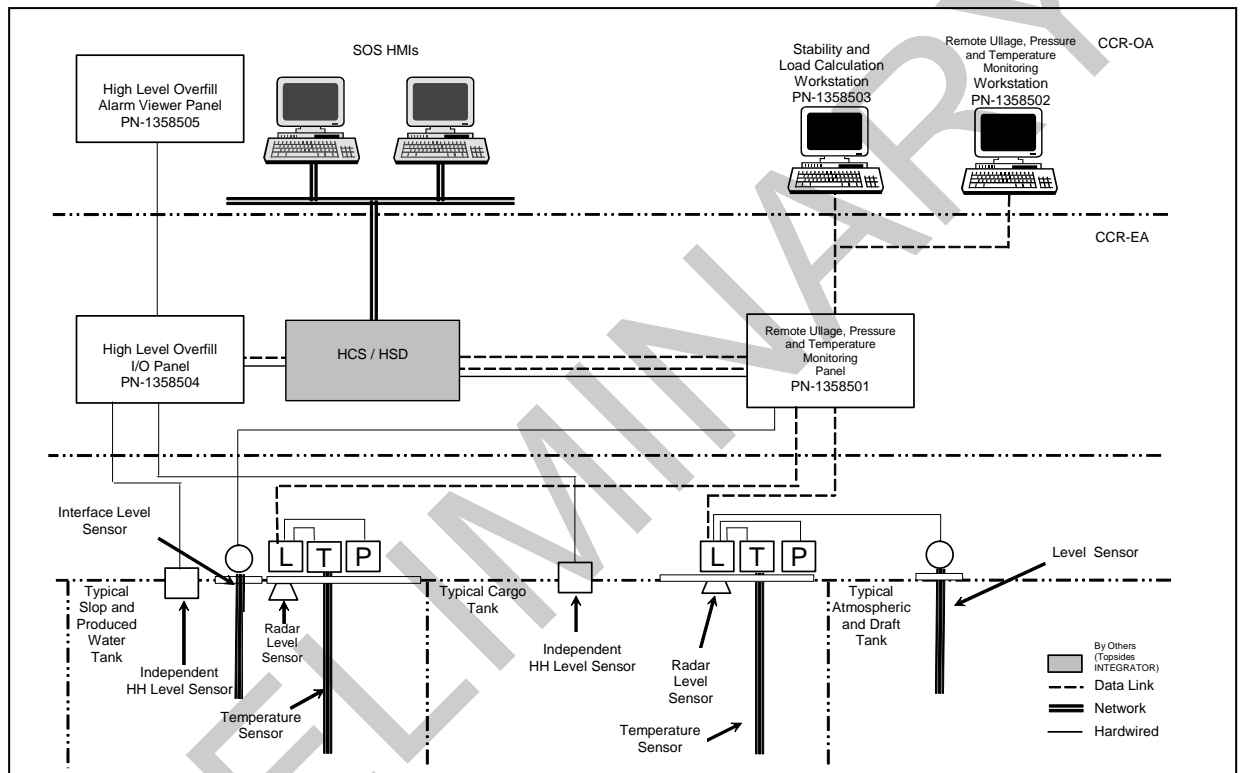 PRELIMINARY
SOS HMIs
High Level Overfill
Alarm Viewer Panel
PN-1358505
Stability and
Load Calculation
Workstation
PN-1358503
Remote Ullage, Pressure
and Temperature
Monitoring
Workstation
PN-1358502
CCR-OA
CCR-EA
High Level Overfill
I/O Panel
PN-1358504
HCS / HSD
Remote Ullage, Pressure
and Temperature
Monitoring
Panel
PN-1358501
Interface Level
Sensor
L
T
P
L
T
P
Level Sensor
Typical
Slop and
Produced
Water
Tank
Independent
HH Level Sensor
Radar
Level
Sensor
Temperature
Sensor
Typical Cargo
Tank
Independent
HH Level Sensor
Radar
Level
Sensor
Temperature
Sensor
Typical
Atmospheric
and Draft
Tank
By Others
(Topsides
INTEGRATOR)
Data Link
Network
Hardwired